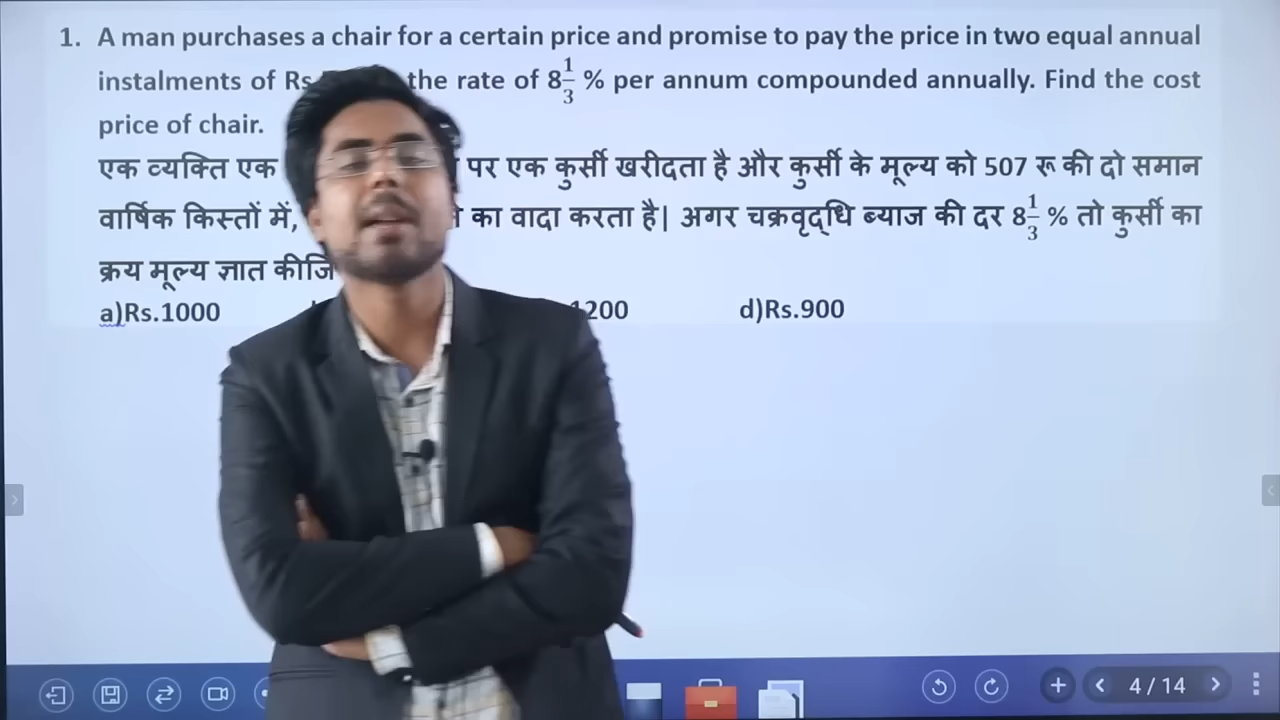 1. A man purchases a chair for a certain price and promise to pay the price in two equal annual
instalments of Rs the rate of 8 1/3 % per annum compounded annually. Find the cost
price of chair.
एक व्यक्ति एक पर एक कुर्सी खरीदता है और कुर्सी के मूल्य को 507 रू की दो समान
वार्षिक किस्तों में, का वादा करता है| अगर चक्रवृद्धि ब्याज की दर 8 1/3 % तो कुर्सी का
क्रय मूल्य ज्ञात
a)Rs.1000 1200 d)Rs.900
4 / 14